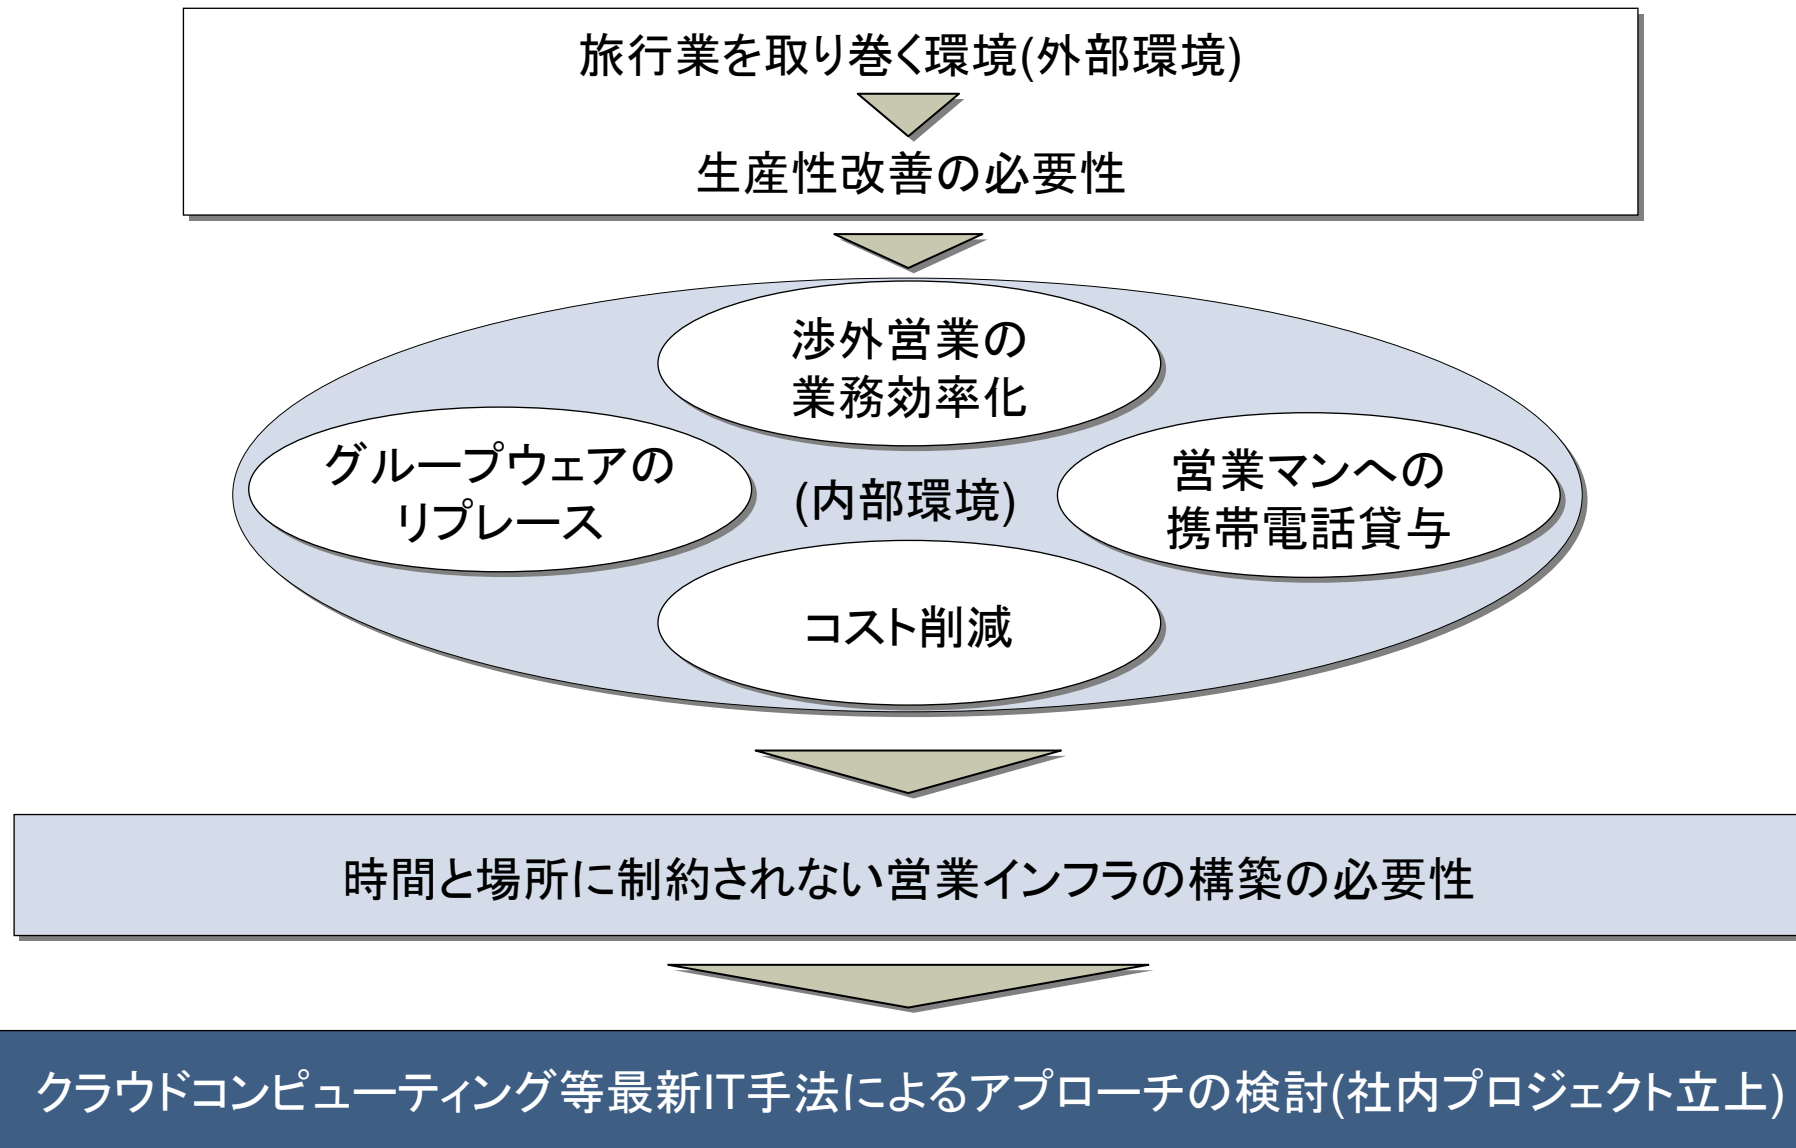 旅行業を取り巻く環境(外部環境)
生産性改善の必要性
渉外営業の
業務効率化
グループウェアの
リプレース
(内部環境)
営業マンへの
携帯電話貸与
コスト削減
時間と場所に制約されない営業インフラの構築の必要性
クラウドコンピューティング等最新IT手法によるアプローチの検討(社内プロジェクト立上)